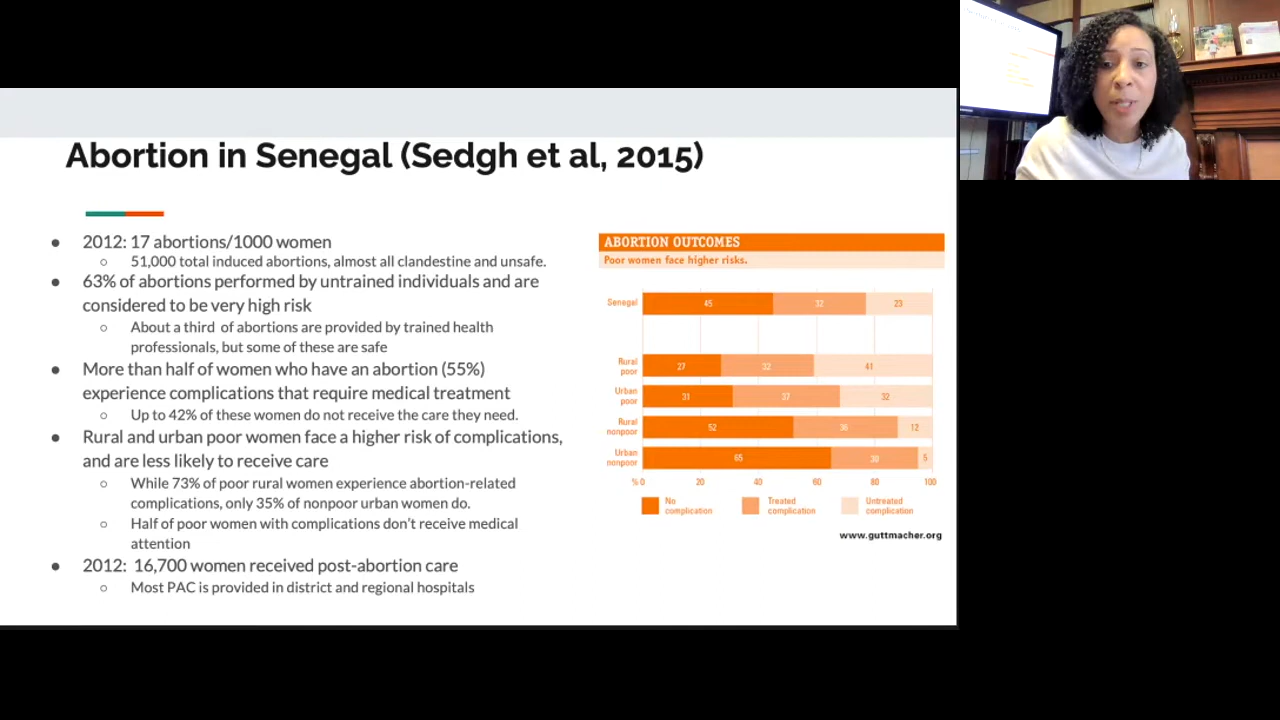 Abortion in Senegal (Sedgh et al, 2015)
● 2012: 17 abortions/1000 women
○ 51,000 total induced abortions, almost all clandestine and unsafe.
● 63% of abortions performed by untrained individuals and are
considered to be very high risk
○ About a third of abortions are provided by trained health
professionals, but some of these are safe
● More than half of women who have an abortion (55%)
experience complications that require medical treatment
○ Up to 42% of these women do not receive the care they need.
● Rural and urban poor women face a higher risk of complications,
and are less likely to receive care
○ While 73% of poor rural women experience abortion-related
complications, only 35% of nonpoor urban women do.
○ Half of poor women with complications don't receive medical
attention
● 2012: 16,700 women received post-abortion care
○ Most PAC is provided in district and regional hospitals
ABORTION OUTCOMES
Poor women face higher risks.
Senegal 45 32 23
Rural
poor 27 32 41
Urban
poor 31 37 32
Rural
nonpoor 52 36 12
Urban
nonpoor 65 30 5
% 0 20 40 60 80 100
No
complication
Treated
complication
Untreated
complication
www.guttmacher.org